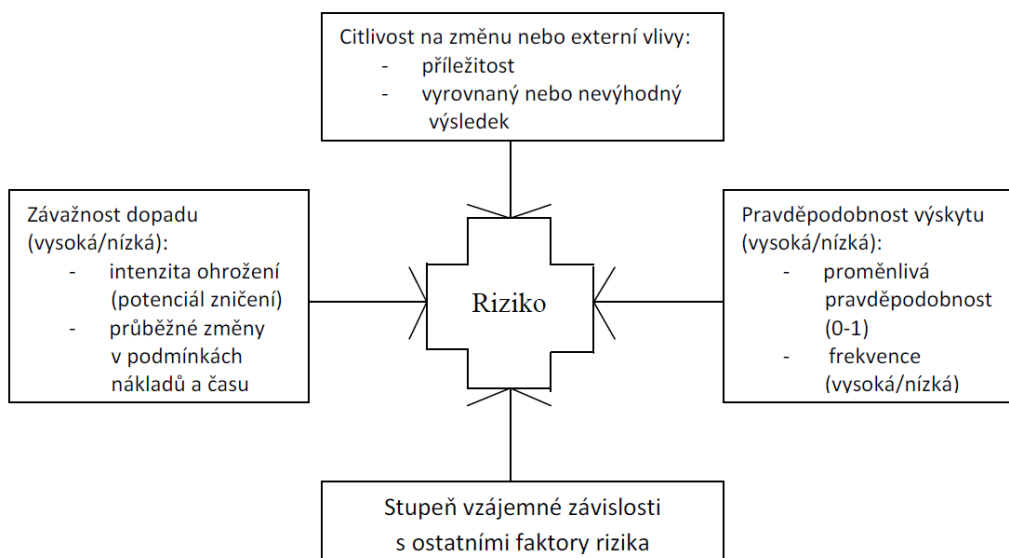 Citlivost na změnu nebo externí vlivy:
- příležitost
- vyrovnaný nebo nevýhodný
výsledek
Závažnost dopadu
(vysoká/nízká):
- intenzita ohrožení
(potenciál zničení)
- průběžné změny
v podmínkách
nákladů a času
Riziko
Pravděpodobnost výskytu
(vysoká/nízká):
- proměnlivá
pravděpodobnost
(0-1)
- frekvence
(vysoká/nízká)
Stupeň vzájemné závislosti
s ostatními faktory rizika